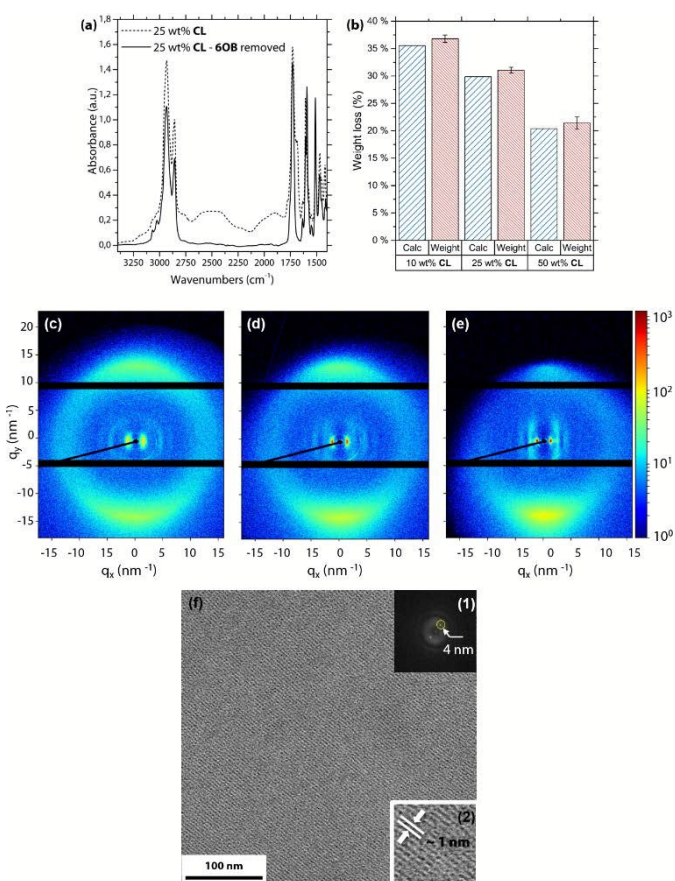 (a)
25 wt% CL
25 wt% CL - 6OB removed
Absorbance (a.u.)
1,8
1,6
1,4
1,2
1,0
0,8
0,6
0,4
0,2
0,0
3250 3000 2750 2500 2250 2000 1750 1500
Wavenumbers (cm⁻¹)
(b)
Weight loss (%)
40 %
35 %
30 %
25 %
20 %
15 %
10 %
5 %
0 %
Calc Weight Calc Weight Calc Weight
10 wt% CL 25 wt% CL 50 wt% CL
(c)
(d)
(e)
qy (nm⁻¹)
20
15
10
5
0
-5
-10
-15
-15 -10 -5 0 5 10 15
-15 -10 -5 0 5 10 15
-15 -10 -5 0 5 10 15
qx (nm⁻¹)
qx (nm⁻¹)
qx (nm⁻¹)
10³
10²
10¹
10⁰
(f)
(1)
4 nm
(2)
~ 1 nm
100 nm